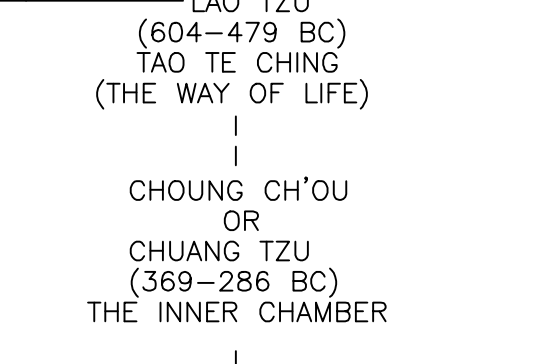 LAO TZU
(604–479 BC)
TAO TE CHING
(THE WAY OF LIFE)
CHOUNG CH'OU
OR
CHUANG TZU
(369–286 BC)
THE INNER CHAMBER